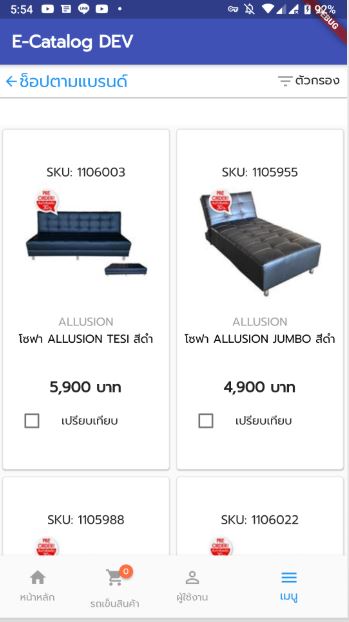 5:54
92%
DEBUG
E-Catalog DEV
ช็อปตามแบรนด์
ตัวกรอง
SKU: 1106003
SKU: 1105955
PRE ORDER!
PRE ORDER!
ALLUSION
ALLUSION
โซฟา ALLUSION TESI สีดำ
โซฟา ALLUSION JUMBO สีดำ
5,900 บาท
4,900 บาท
เปรียบเทียบ
เปรียบเทียบ
SKU: 1105988
SKU: 1106022
PRE ORDER!
PRE ORDER!
0
หน้าหลัก
รถเข็นสินค้า
ผู้ใช้งาน
เมนู